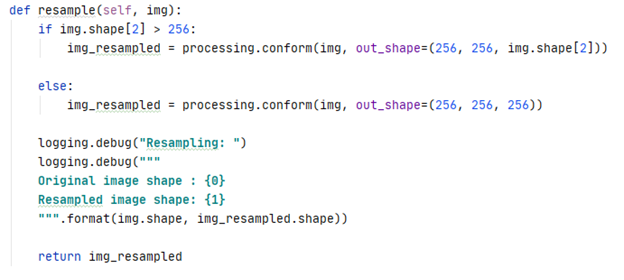 def resample(self, img):
    if img.shape[2] > 256:
        img_resampled = processing.conform(img, out_shape=(256, 256, img.shape[2]))

    else:
        img_resampled = processing.conform(img, out_shape=(256, 256, 256))

    logging.debug("Resampling: ")
    logging.debug("""
    Original image shape : {0}
    Resampled image shape: {1}
    """.format(img.shape, img_resampled.shape))

    return img_resampled